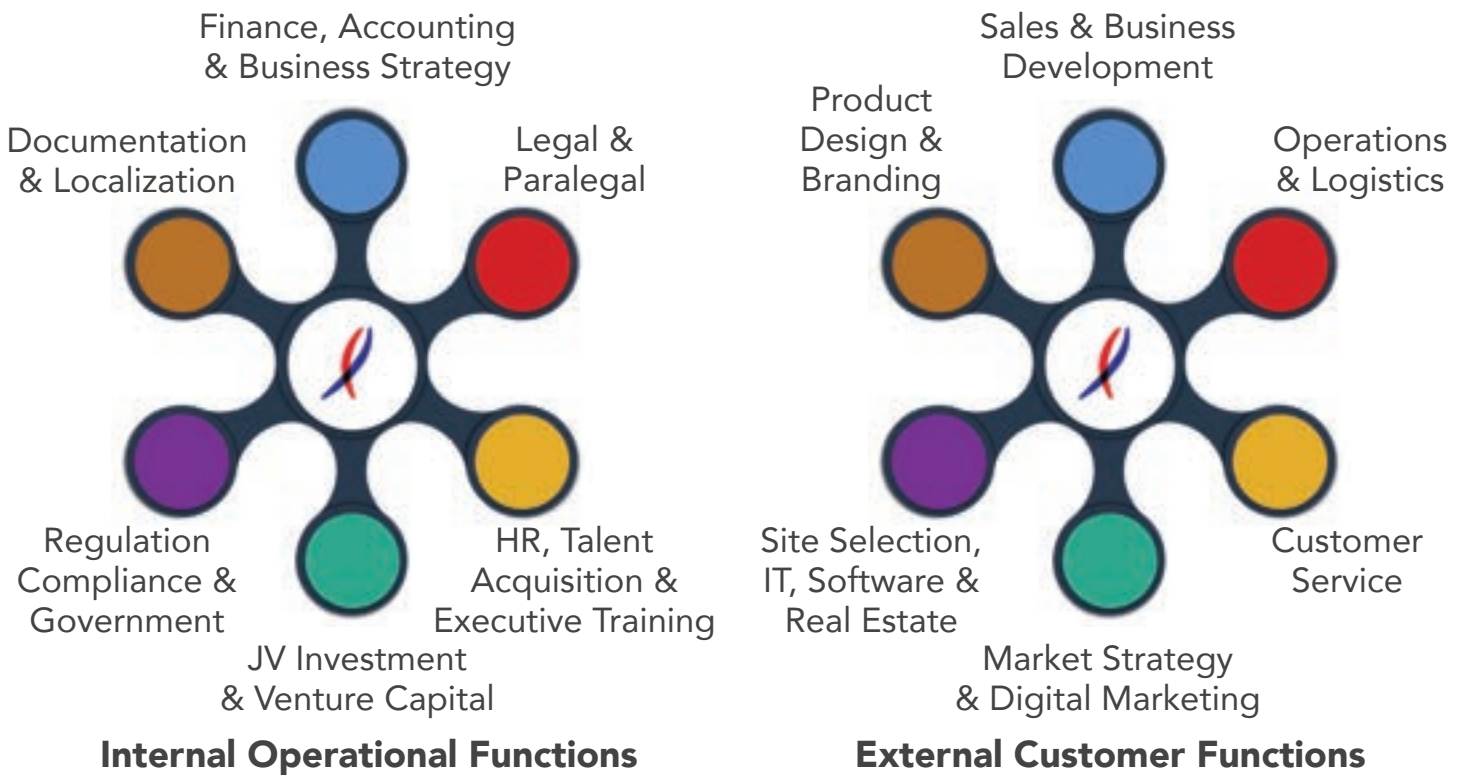 Finance, Accounting
& Business Strategy
Documentation
& Localization
Legal &
Paralegal
Regulation
Compliance &
Government
HR, Talent
Acquisition &
Executive Training
JV Investment
& Venture Capital
Internal Operational Functions
Sales & Business
Development
Product
Design &
Branding
Operations
& Logistics
Site Selection,
IT, Software &
Real Estate
Customer
Service
Market Strategy
& Digital Marketing
External Customer Functions